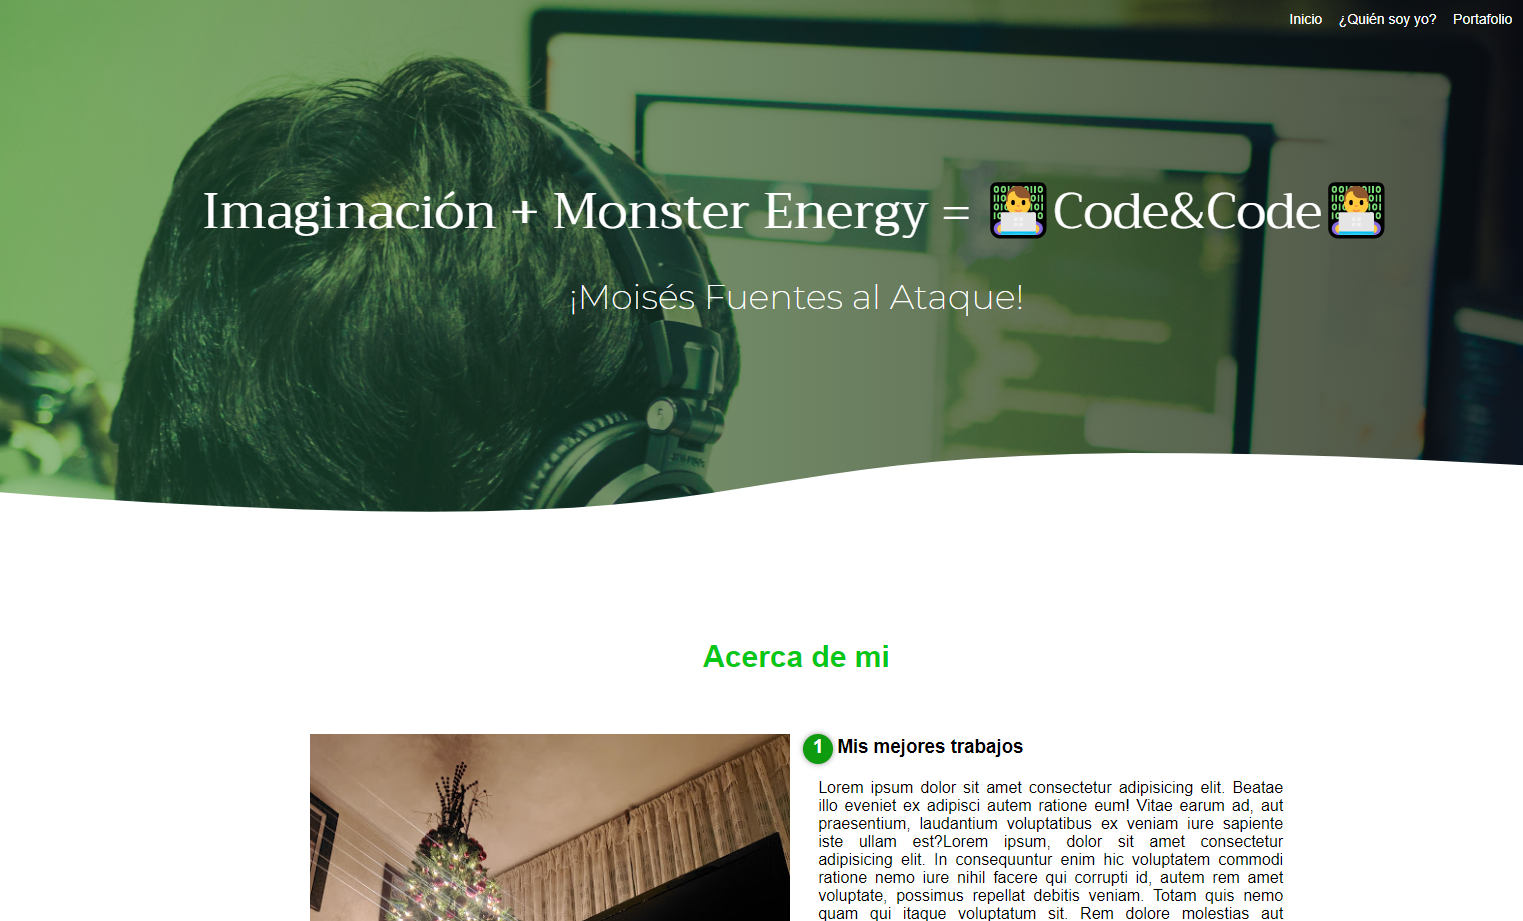 Inicio ¿Quién soy yo? Portafolio
Imaginación + Monster Energy = 👨‍💻Code&Code👨‍💻
¡Moisés Fuentes al Ataque!
Acerca de mi
1 Mis mejores trabajos
Lorem ipsum dolor sit amet consectetur adipisicing elit. Beatae
illo eveniet ex adipisci autem ratione eum! Vitae earum ad, aut
praesentium, laudantium voluptatibus ex veniam iure sapiente
iste ullam est?Lorem ipsum, dolor sit amet consectetur
adipisicing elit. In consequuntur enim hic voluptatem commodi
ratione nemo iure nihil facere qui corrupti id, autem rem amet
voluptate, possimus repellat debitis veniam. Totam quis nemo
quam qui itaque voluptatum sit. Rem dolore molestias aut